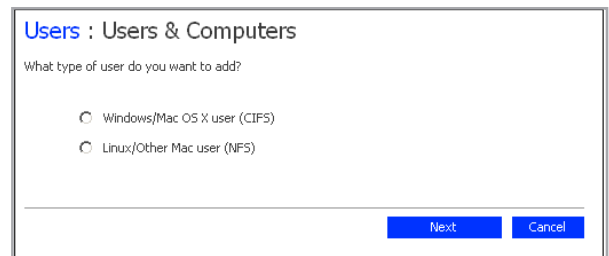 Users : Users & Computers
What type of user do you want to add?
Windows/Mac OS X user (CIFS)
Linux/Other Mac user (NFS)
Next Cancel